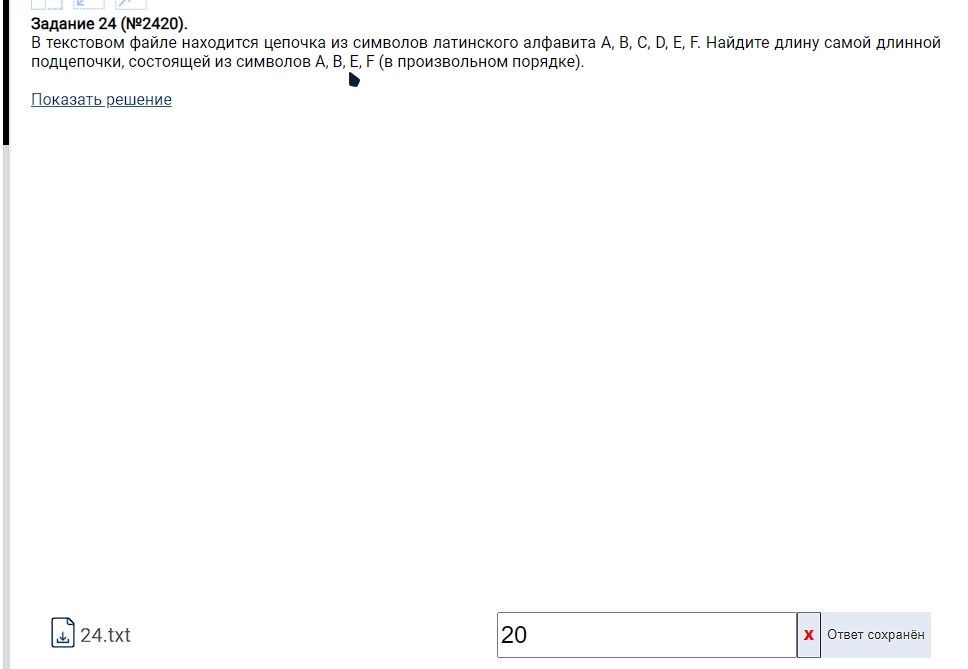 Задание 24 (№2420).
В текстовом файле находится цепочка из символов латинского алфавита A, B, C, D, E, F. Найдите длину самой длинной
подцепочки, состоящей из символов A, B, E, F (в произвольном порядке).
Показать решение
24.txt
20
x
Ответ сохранён